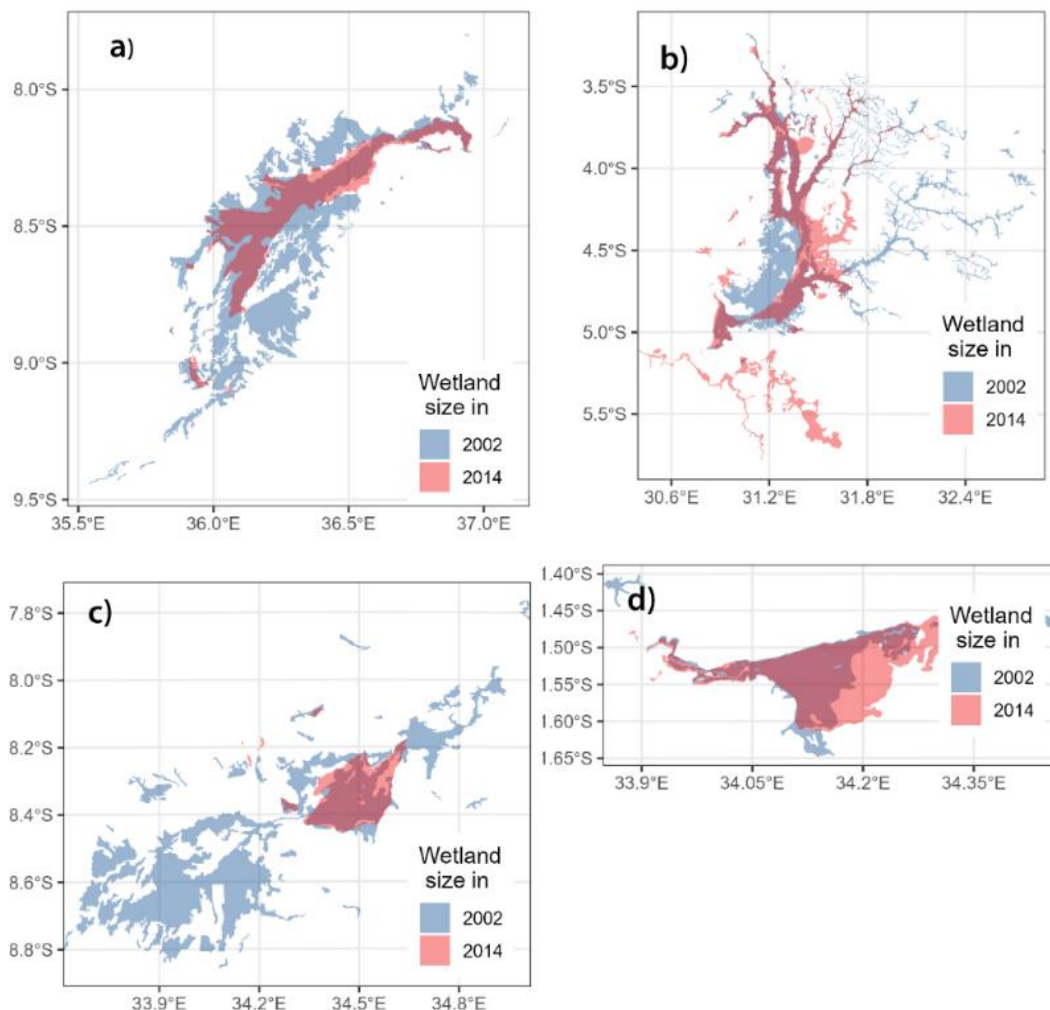 a)
8.0°S
8.5°S
9.0°S
9.5°S
35.5°E 36.0°E 36.5°E 37.0°E
Wetland
size in
2002
2014
b)
3.5°S
4.0°S
4.5°S
5.0°S
5.5°S
30.6°E 31.2°E 31.8°E 32.4°E
Wetland
size in
2002
2014
c)
7.8°S
8.0°S
8.2°S
8.4°S
8.6°S
8.8°S
33.9°E 34.2°E 34.5°E 34.8°E
Wetland
size in
2002
2014
d)
1.40°S
1.45°S
1.50°S
1.55°S
1.60°S
1.65°S
33.9°E 34.05°E 34.2°E 34.35°E
Wetland
size in
2002
2014